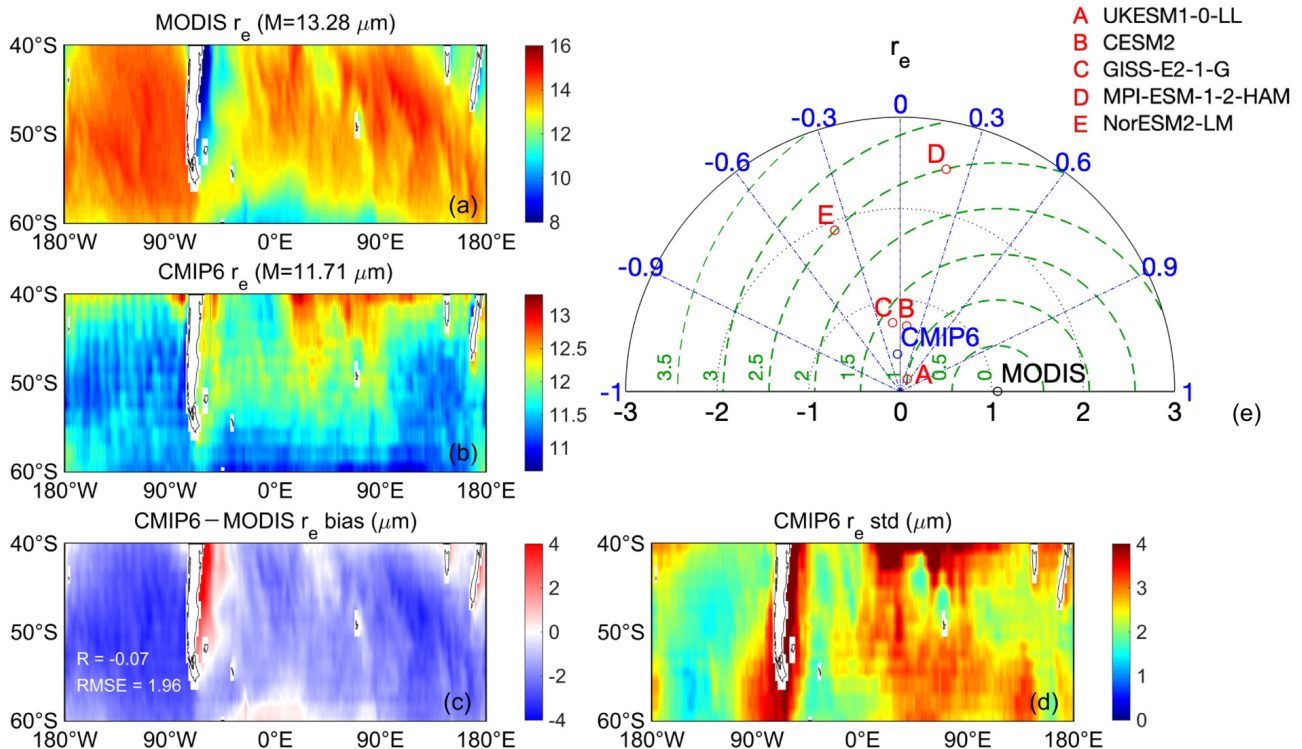 MODIS r_e (M=13.28 μm)
40°S
50°S
60°S
180°W 90°W 0°E 90°E 180°E
(a)
16
14
12
10
8
CMIP6 r_e (M=11.71 μm)
40°S
50°S
60°S
180°W 90°W 0°E 90°E 180°E
(b)
13
12.5
12
11.5
11
CMIP6−MODIS r_e bias (μm)
40°S
50°S
60°S
180°W 90°W 0°E 90°E 180°E
R = -0.07
RMSE = 1.96
(c)
4
2
0
-2
-4
A UKESM1-0-LL
B CESM2
C GISS-E2-1-G
D MPI-ESM-1-2-HAM
E NorESM2-LM
r_e
-1 -0.9 -0.6 -0.3 0 0.3 0.6 0.9 1
D
E
C B
CMIP6
A
MODIS
3.5 3 2.5 2 1.5 1 0.5 0
-3 -2 -1 0 1 2 3
(e)
CMIP6 r_e std (μm)
40°S
50°S
60°S
180°W 90°W 0°E 90°E 180°E
(d)
4
3
2
1
0